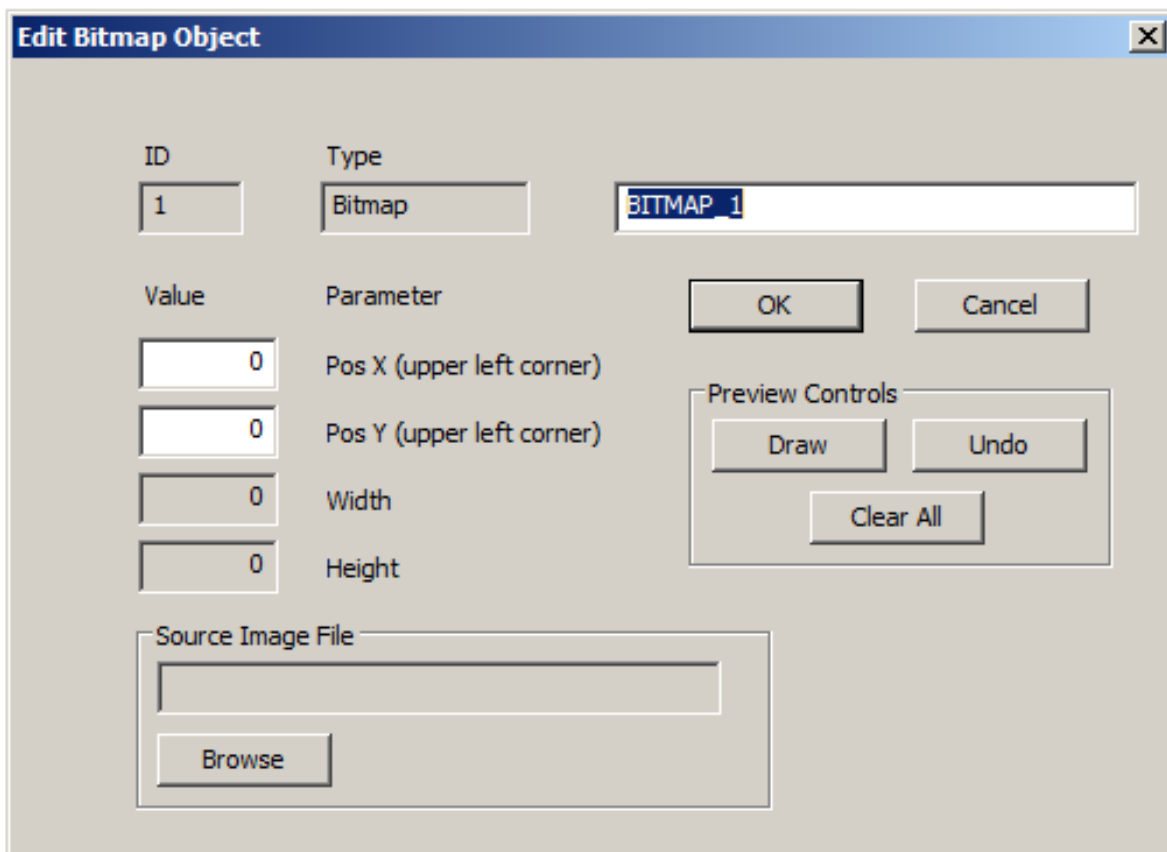 Edit Bitmap Object
ID Type
1 Bitmap BITMAP_1
Value Parameter
OK Cancel
0 Pos X (upper left corner)
Preview Controls
0 Pos Y (upper left corner)
Draw Undo
0 Width
Clear All
0 Height
Source Image File
Browse